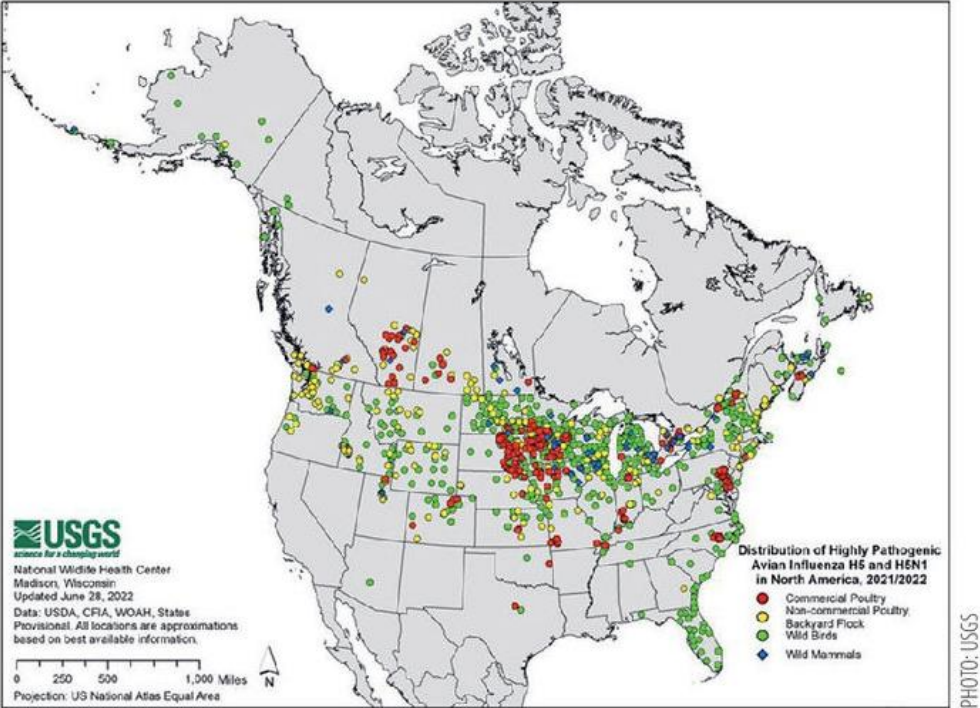 USGS
science for a changing world
National Wildlife Health Center
Madison, Wisconsin
Updated June 28, 2022
Data: USDA, CFIA, WOAH, States
Provisional. All locations are approximations
based on best available information.
0 250 500 1,000 Miles
N
Projection: US National Atlas Equal Area
Distribution of Highly Pathogenic
Avian Influenza H5 and H5N1
in North America, 2021/2022
Commercial Poultry
Non-commercial Poultry,
Backyard Flock
Wild Birds
Wild Mammals
PHOTO: USGS